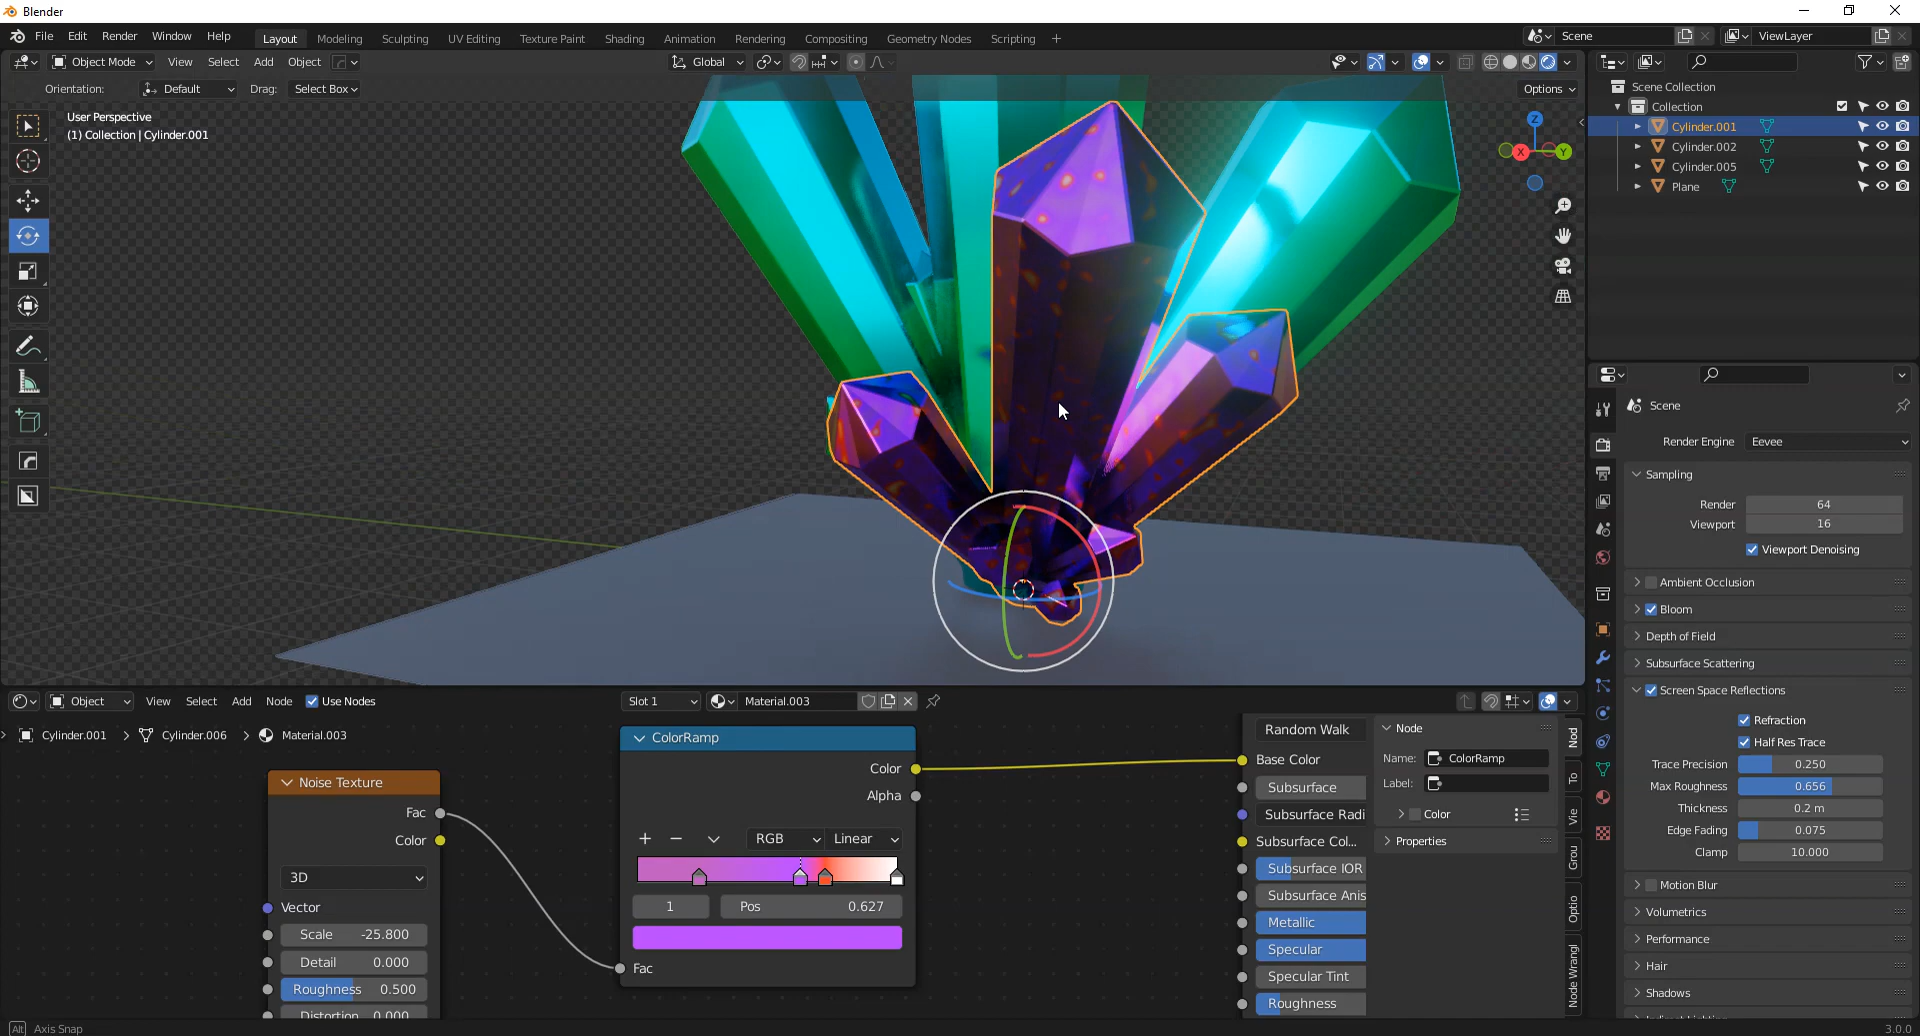 Blender
File Edit Render Window Help Layout Modeling Sculpting UV Editing Texture Paint Shading Animation Rendering Compositing Geometry Nodes Scripting + Scene ViewLayer
Object Mode View Select Add Object Global
Orientation: Default Drag: Select Box Options
User Perspective
(1) Collection | Cylinder.001
Z
X
Y
Scene Collection
Collection
Cylinder.001
Cylinder.002
Cylinder.005
Plane
Scene
Render Engine Eevee
Sampling
Render 64
Viewport 16
Viewport Denoising
Ambient Occlusion
Bloom
Depth of Field
Subsurface Scattering
Screen Space Reflections
Refraction
Half Res Trace
Trace Precision 0.250
Max Roughness 0.656
Thickness 0.2 m
Edge Fading 0.075
Clamp 10.000
Motion Blur
Volumetrics
Performance
Hair
Shadows
Object View Select Add Node Use Nodes Slot 1 Material.003
Cylinder.001 Cylinder.006 Material.003
Noise Texture
Fac
Color
3D
Vector
Scale -25.800
Detail 0.000
Roughness 0.500
Distortion 0.000
ColorRamp
Color
Alpha
RGB Linear
1 Pos 0.627
Fac
Random Walk
Base Color
Subsurface
Subsurface Radi
Subsurface Col...
Subsurface IOR
Subsurface Anis
Metallic
Specular
Specular Tint
Roughness
Node
Name: ColorRamp
Label:
Color
Properties
Nod
To
Vie
Grou
Optio
Node Wrangl
Alt Axis Snap
3.0.0